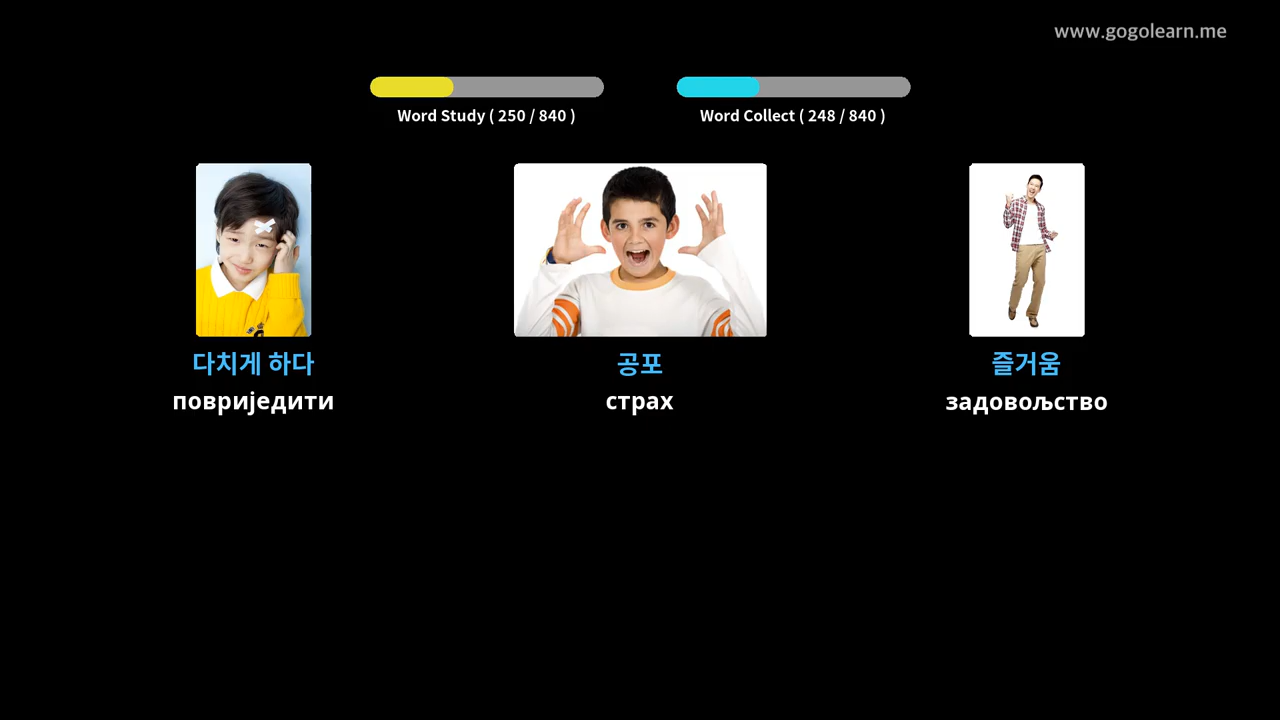 www.gogolearn.me
Word Study ( 250 / 840 )
Word Collect ( 248 / 840 )
다치게 하다
공포
즐거움
повриједити
страх
задовољство